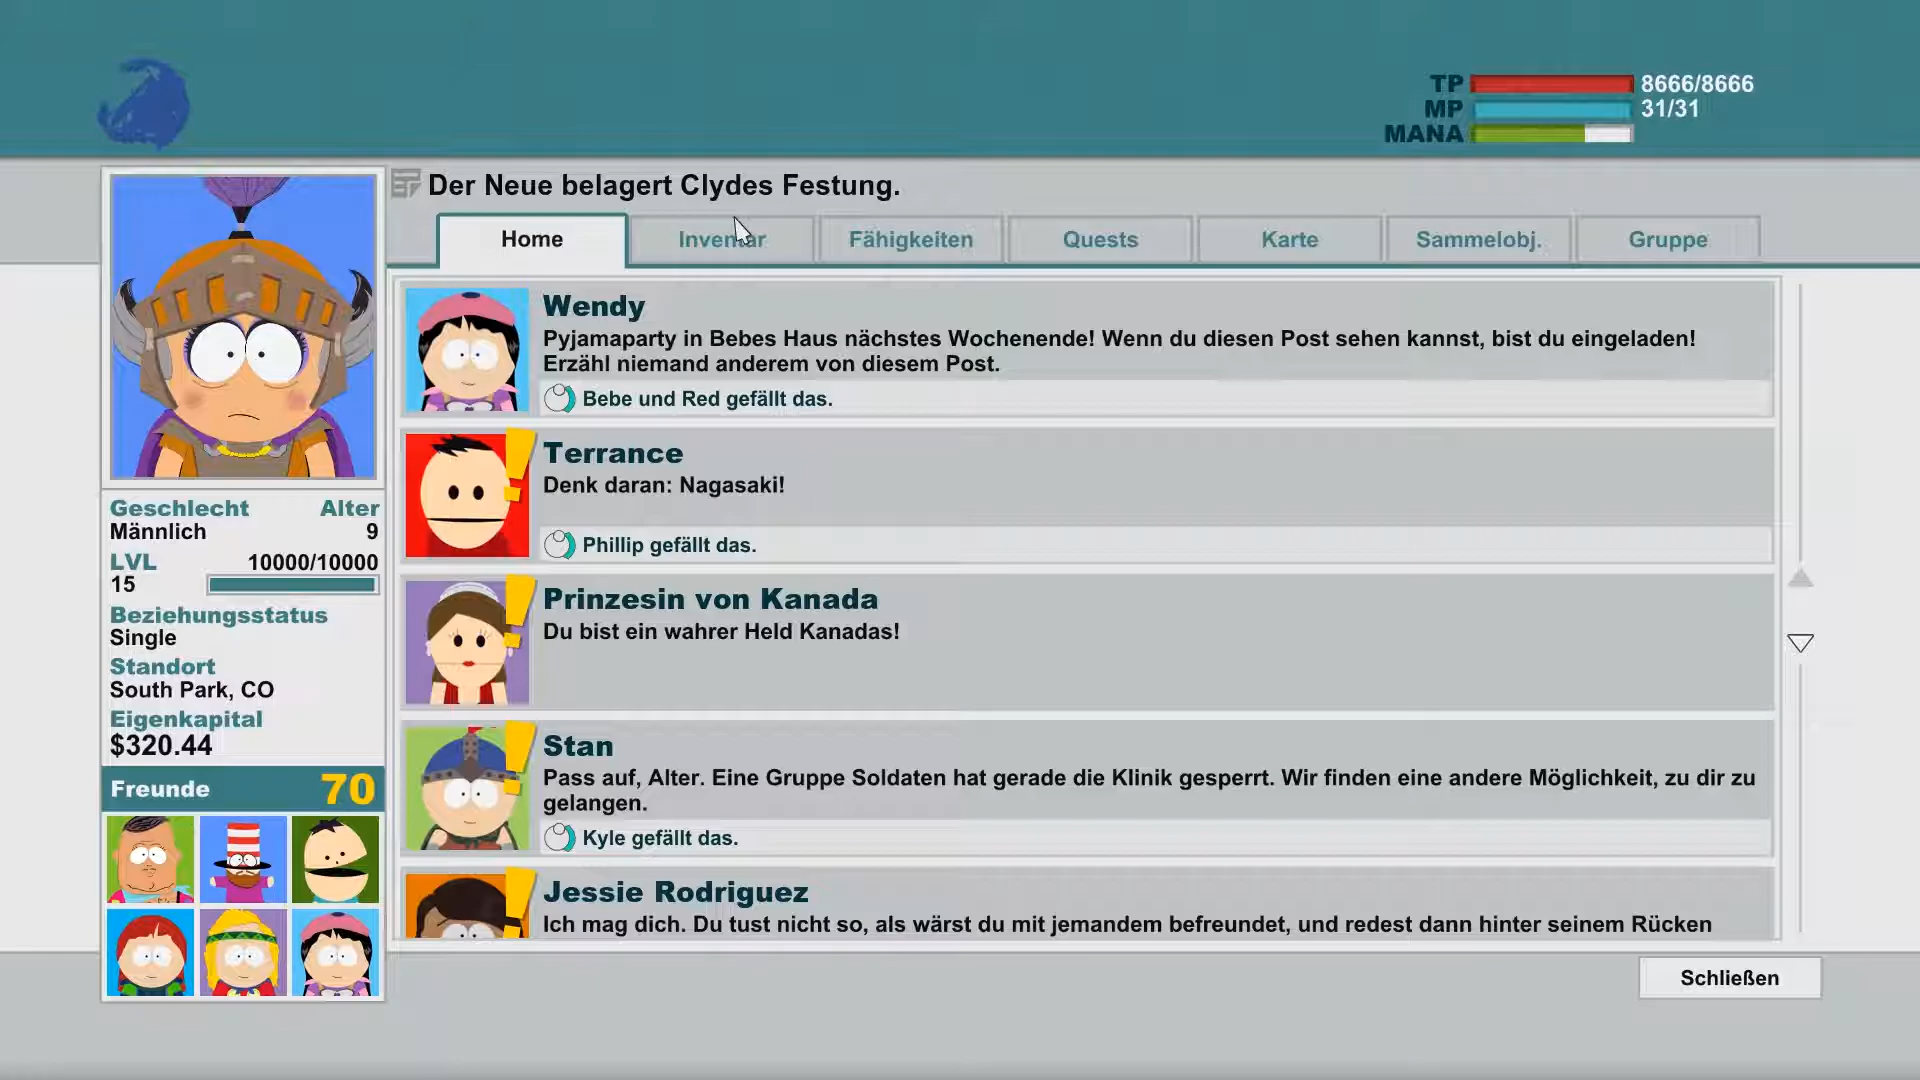 TP 8666/8666
MP 31/31
MANA
Der Neue belagert Clydes Festung.
Home Inventar Fähigkeiten Quests Karte Sammelobj. Gruppe
Geschlecht Alter
Männlich 9
LVL 10000/10000
15
Beziehungsstatus
Single
Standort
South Park, CO
Eigenkapital
$320.44
Freunde 70
Wendy
Pyjamaparty in Bebes Haus nächstes Wochenende! Wenn du diesen Post sehen kannst, bist du eingeladen!
Erzähl niemand anderem von diesem Post.
Bebe und Red gefällt das.
Terrance
Denk daran: Nagasaki!
Phillip gefällt das.
Prinzesin von Kanada
Du bist ein wahrer Held Kanadas!
Stan
Pass auf, Alter. Eine Gruppe Soldaten hat gerade die Klinik gesperrt. Wir finden eine andere Möglichkeit, zu dir zu
gelangen.
Kyle gefällt das.
Jessie Rodriguez
Ich mag dich. Du tust nicht so, als wärst du mit jemandem befreundet, und redest dann hinter seinem Rücken
Schließen